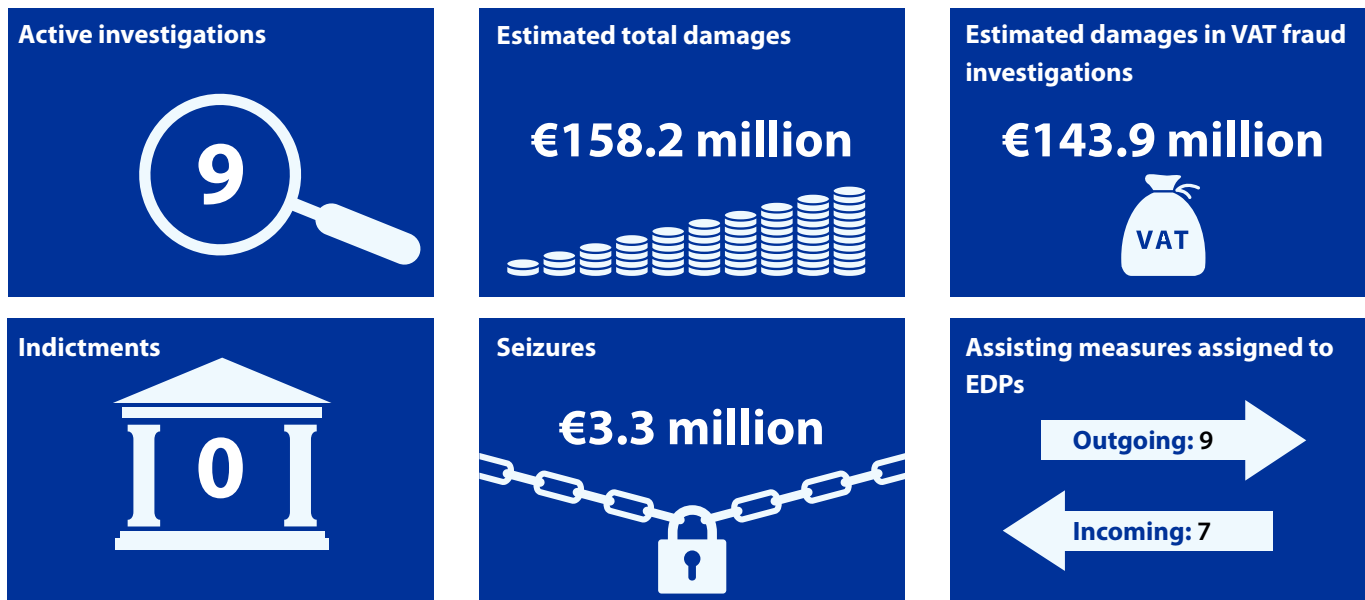 Active investigations
9
Estimated total damages
€158.2 million
Estimated damages in VAT fraud
investigations
€143.9 million
VAT
Indictments
0
Seizures
€3.3 million
Assisting measures assigned to
EDPs
Outgoing: 9
Incoming: 7